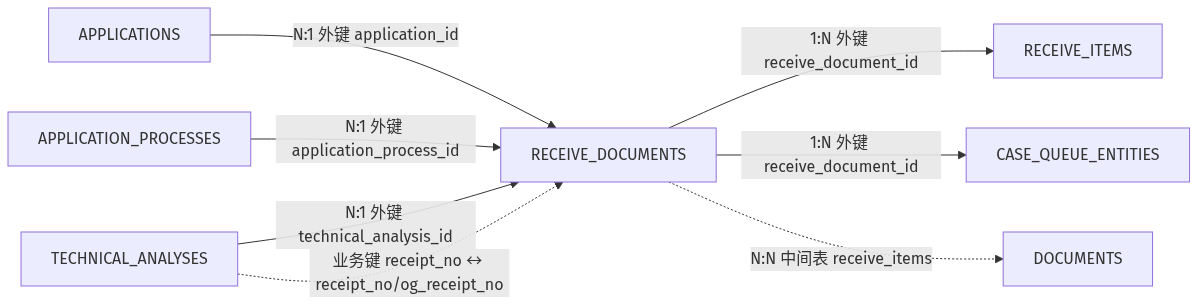 APPLICATIONS
N:1 外键 application_id
APPLICATION_PROCESSES
N:1 外键
application_process_id
TECHNICAL_ANALYSES
N:1 外键
technical_analysis_id
业务键 receipt_no ↔
receipt_no/og_receipt_no
RECEIVE_DOCUMENTS
1:N 外键
receive_document_id
RECEIVE_ITEMS
1:N 外键
receive_document_id
CASE_QUEUE_ENTITIES
N:N 中间表 receive_items
DOCUMENTS